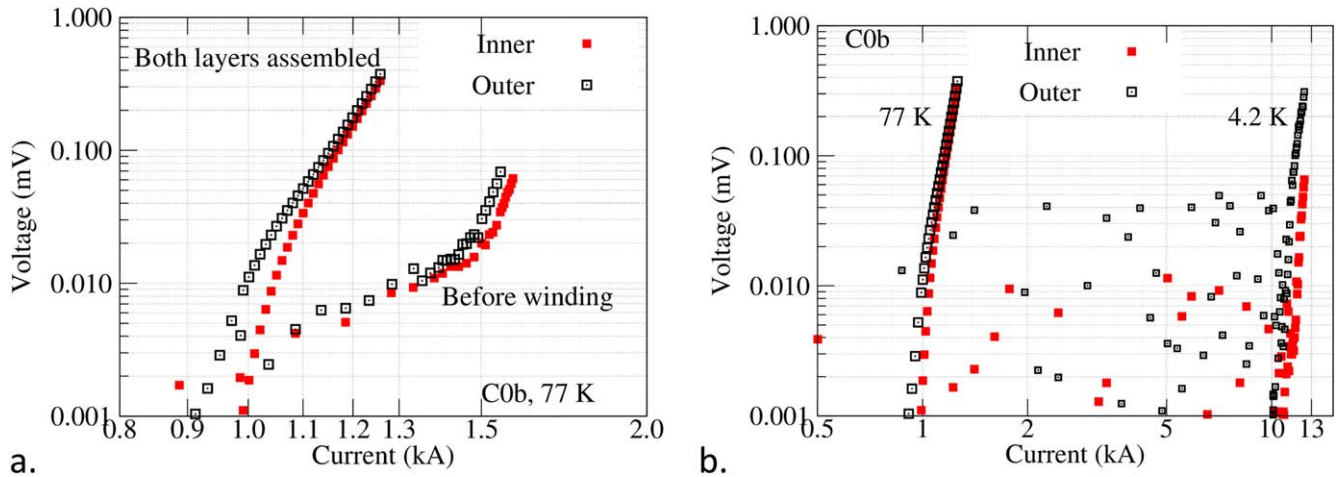 1.000
0.100
0.010
0.001
Voltage (mV)
Both layers assembled
Inner
Outer
Before winding
C0b, 77 K
0.8 0.9 1.0 1.1 1.2 1.3 1.5 2.0
Current (kA)
a.
1.000
0.100
0.010
0.001
Voltage (mV)
C0b
Inner
Outer
77 K
4.2 K
0.5 1 2 5 10 13
Current (kA)
b.